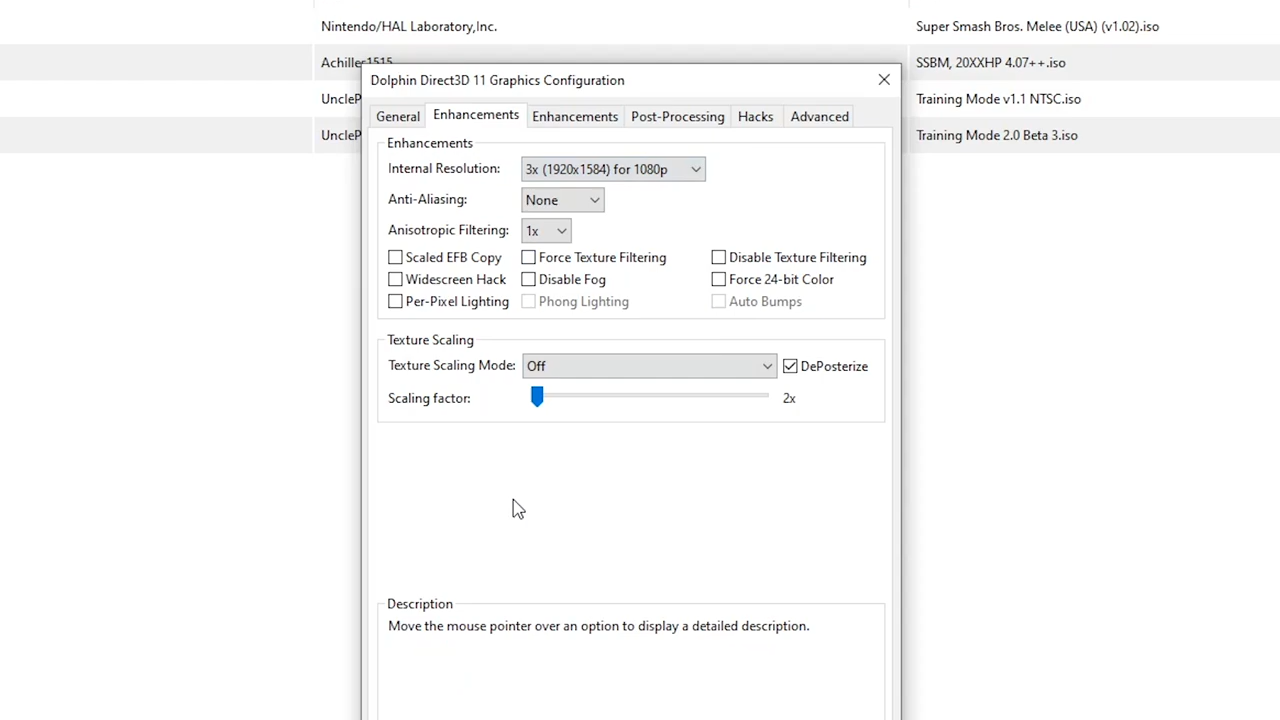 Nintendo/HAL Laboratory,Inc. Super Smash Bros. Melee (USA) (v1.02).iso
Achiller1515 SSBM, 20XXHP 4.07++.iso
Dolphin Direct3D 11 Graphics Configuration
UncleP Training Mode v1.1 NTSC.iso
General Enhancements Enhancements Post-Processing Hacks Advanced
UncleP Training Mode 2.0 Beta 3.iso
Enhancements
Internal Resolution: 3x (1920x1584) for 1080p
Anti-Aliasing: None
Anisotropic Filtering: 1x
Scaled EFB Copy Force Texture Filtering Disable Texture Filtering
Widescreen Hack Disable Fog Force 24-bit Color
Per-Pixel Lighting Phong Lighting Auto Bumps
Texture Scaling
Texture Scaling Mode: Off DePosterize
Scaling factor: 2x
Description
Move the mouse pointer over an option to display a detailed description.